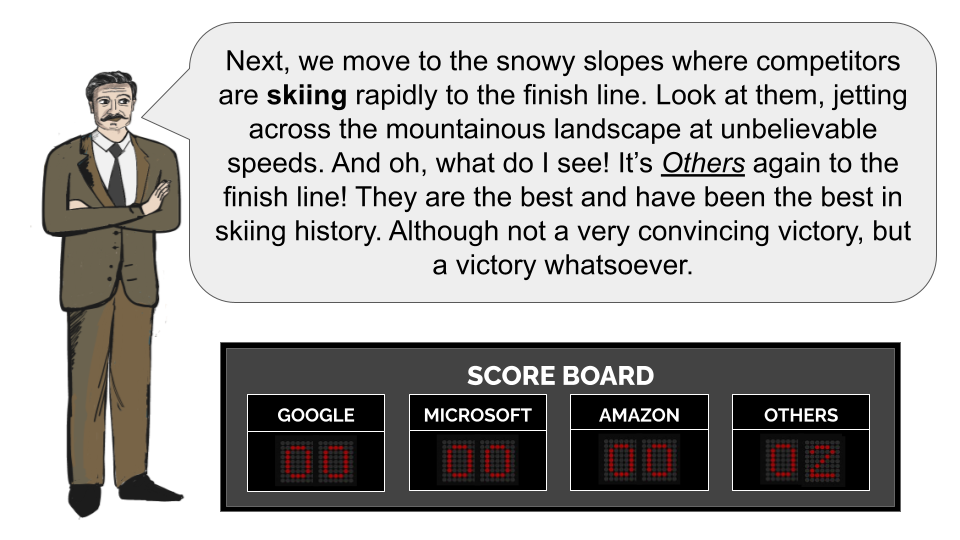 Next, we move to the snowy slopes where competitors
are skiing rapidly to the finish line. Look at them, jetting
across the mountainous landscape at unbelievable
speeds. And oh, what do I see! It’s Others again to the
finish line! They are the best and have been the best in
skiing history. Although not a very convincing victory, but
a victory whatsoever.
SCORE BOARD
GOOGLE MICROSOFT AMAZON OTHERS
00 00 00 02